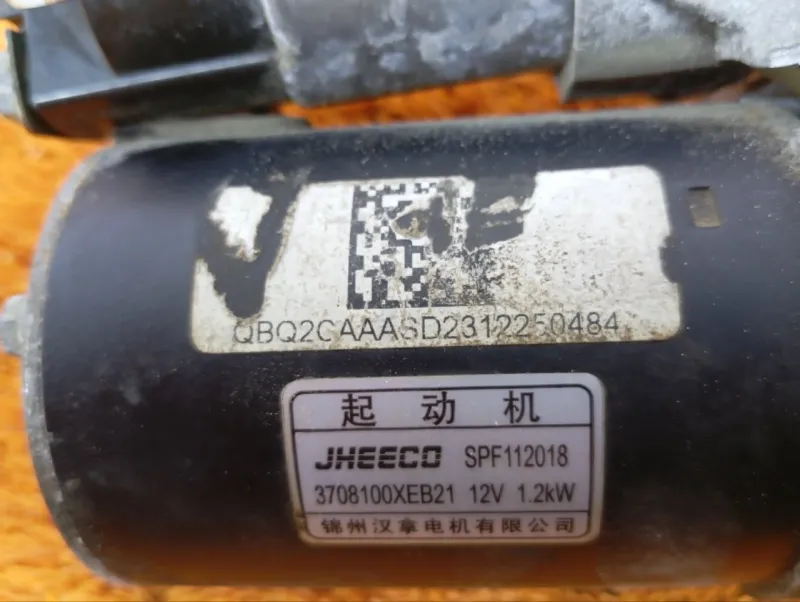 QBQ2CAAASD2312250484
起动机
JHEECO SPF112018
3708100XEB21 12V 1.2kW
锦州汉拿电机有限公司